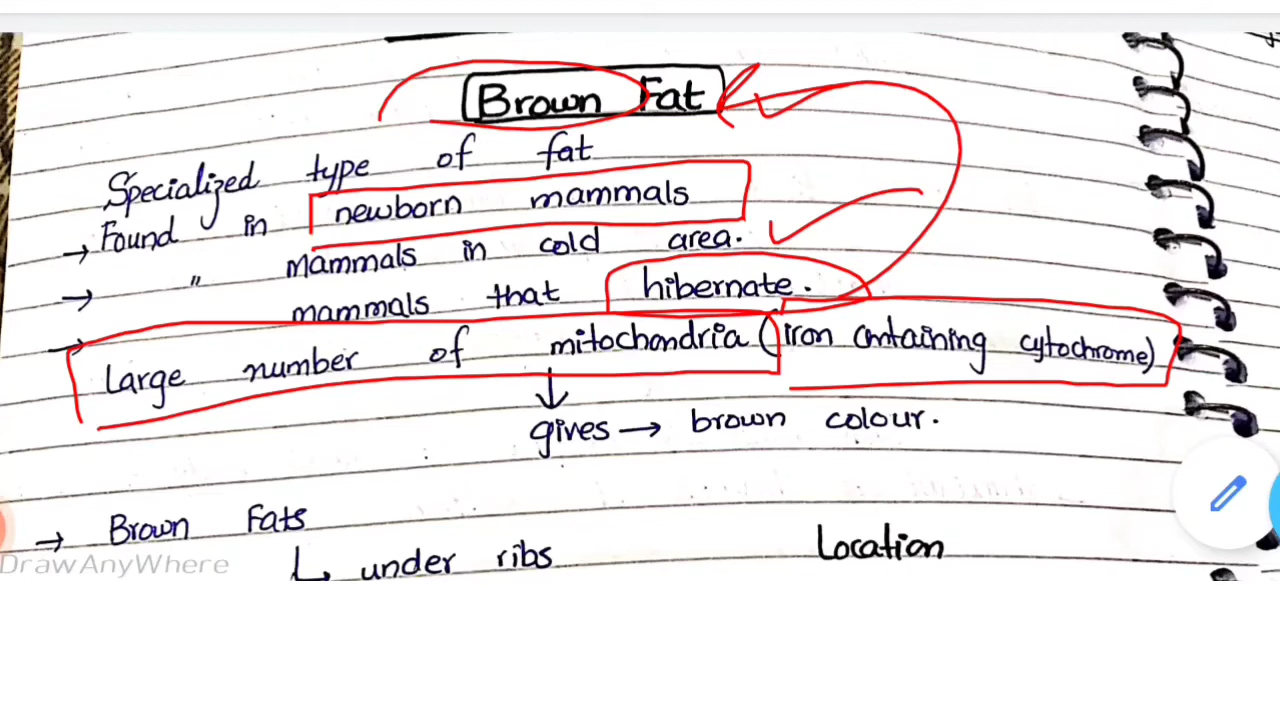 Brown Fat
Specialized type of fat
→ Found in newborn mammals
→ " mammals in cold area.
→ mammals that hibernate.
Large number of mitochondria (iron containing cytochrome)
↓
gives → brown colour.
→ Brown Fats
↳ under ribs
Location
DrawAnyWhere